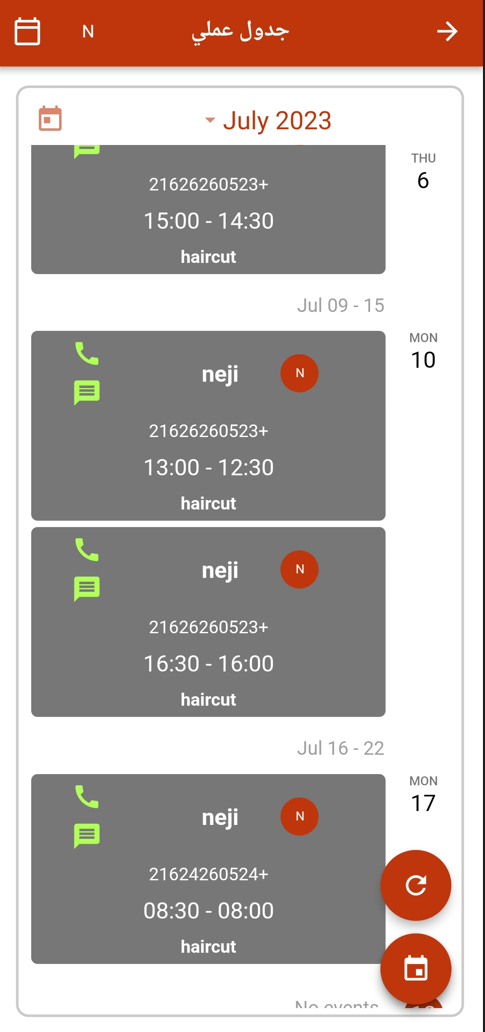 N
جدول عملي
July 2023
THU
6
21626260523+
15:00 - 14:30
haircut
Jul 09 - 15
MON
10
neji
N
21626260523+
13:00 - 12:30
haircut
neji
N
21626260523+
16:30 - 16:00
haircut
Jul 16 - 22
MON
17
neji
N
21624260524+
08:30 - 08:00
haircut
No events